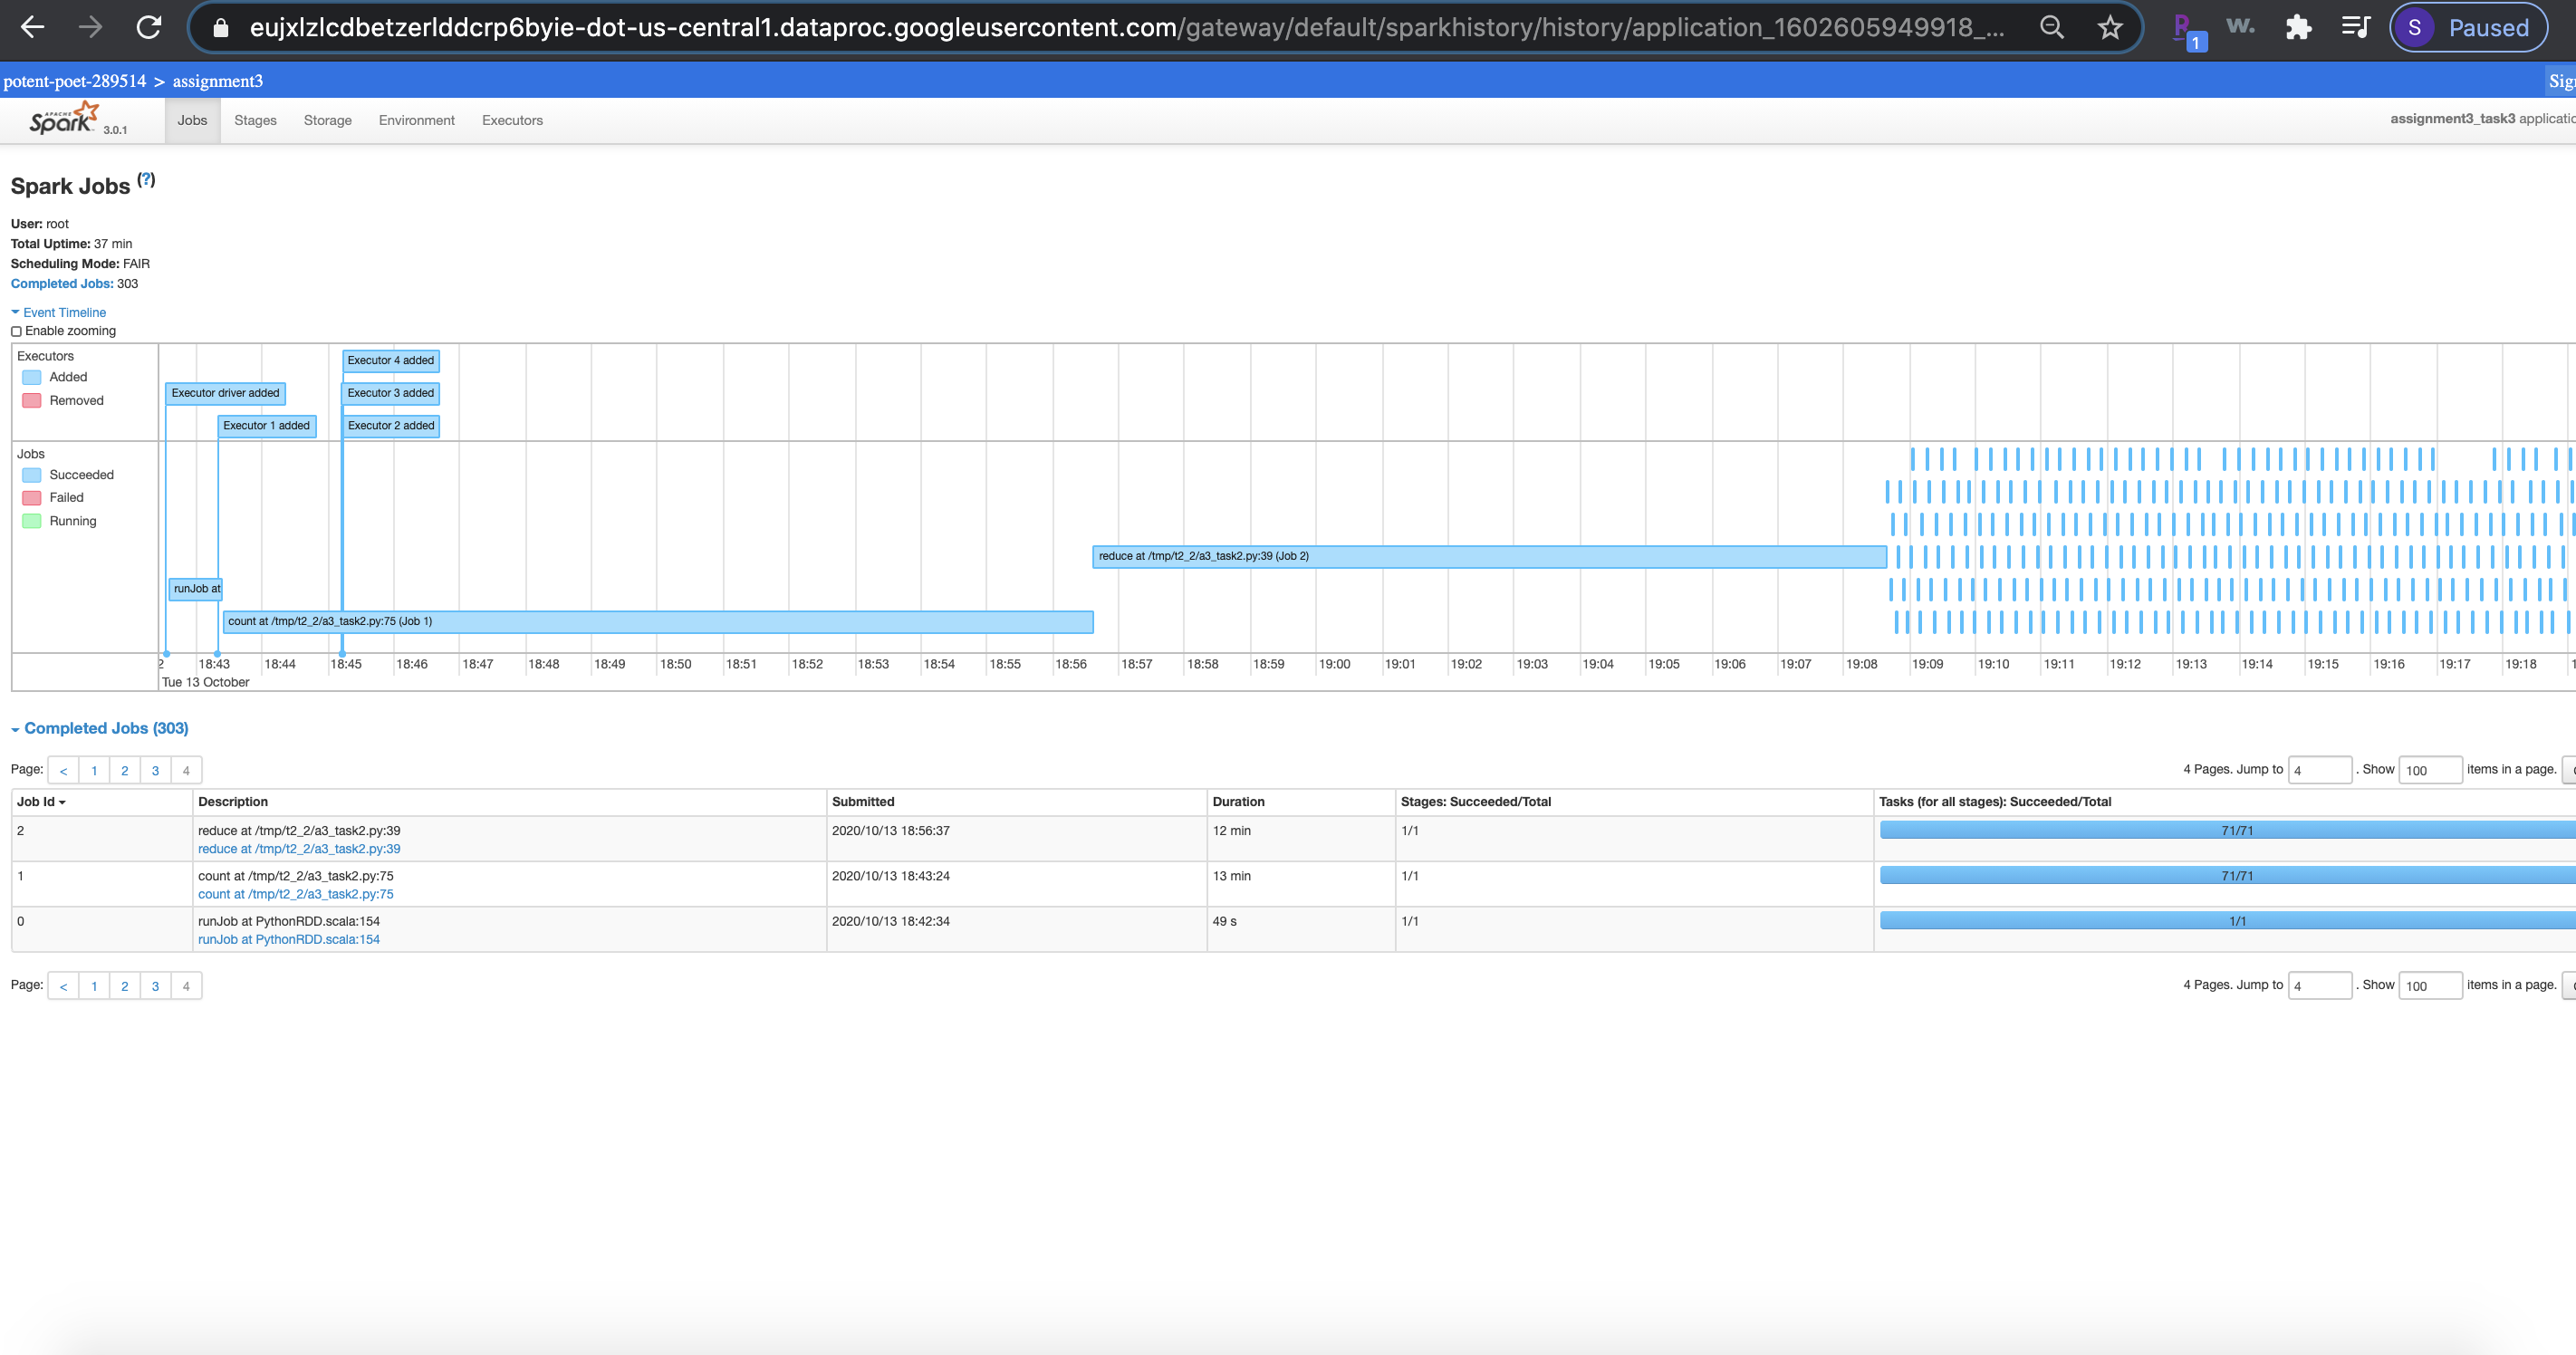 eujxlzlcdbetzerlddcrp6byie-dot-us-central1.dataproc.googleusercontent.com/gateway/default/sparkhistory/history/application_1602605949918_...
1
w.
S Paused
potent-poet-289514 > assignment3
APACHE Spark 3.0.1
Jobs Stages Storage Environment Executors
assignment3_task3
Spark Jobs (?)
User: root
Total Uptime: 37 min
Scheduling Mode: FAIR
Completed Jobs: 303
Event Timeline
Enable zooming
Executors
Added
Removed
Executor 4 added
Executor driver added Executor 3 added
Executor 1 added Executor 2 added
Jobs
Succeeded
Failed
Running
reduce at /tmp/t2_2/a3_task2.py:39 (Job 2)
runJob at
count at /tmp/t2_2/a3_task2.py:75 (Job 1)
2 18:43 18:44 18:45 18:46 18:47 18:48 18:49 18:50 18:51 18:52 18:53 18:54 18:55 18:56 18:57 18:58 18:59 19:00 19:01 19:02 19:03 19:04 19:05 19:06 19:07 19:08 19:09 19:10 19:11 19:12 19:13 19:14 19:15 19:16 19:17 19:18
Tue 13 October
Completed Jobs (303)
Page: < 1 2 3 4
4 Pages. Jump to 4 . Show 100 items in a page.
Job Id Description Submitted Duration Stages: Succeeded/Total Tasks (for all stages): Succeeded/Total
2 reduce at /tmp/t2_2/a3_task2.py:39 2020/10/13 18:56:37 12 min 1/1 71/71
reduce at /tmp/t2_2/a3_task2.py:39
1 count at /tmp/t2_2/a3_task2.py:75 2020/10/13 18:43:24 13 min 1/1 71/71
count at /tmp/t2_2/a3_task2.py:75
0 runJob at PythonRDD.scala:154 2020/10/13 18:42:34 49 s 1/1 1/1
runJob at PythonRDD.scala:154
Page: < 1 2 3 4
4 Pages. Jump to 4 . Show 100 items in a page.